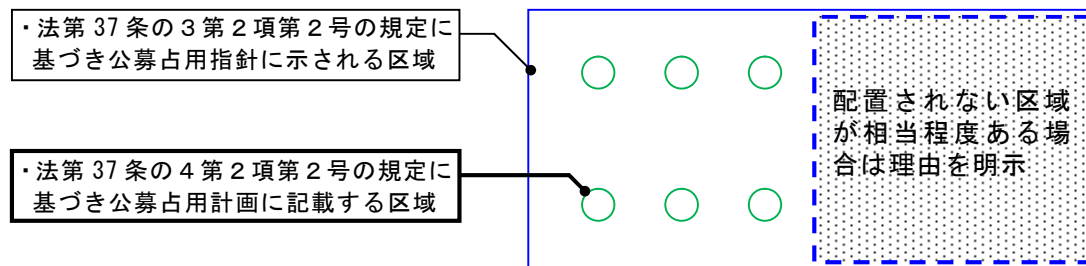 ・法第 37 条の３第２項第２号の規定に
基づき公募占用指針に示される区域
・法第 37 条の４第２項第２号の規定に
基づき公募占用計画に記載する区域
配置されない区域
が相当程度ある場
合は理由を明示